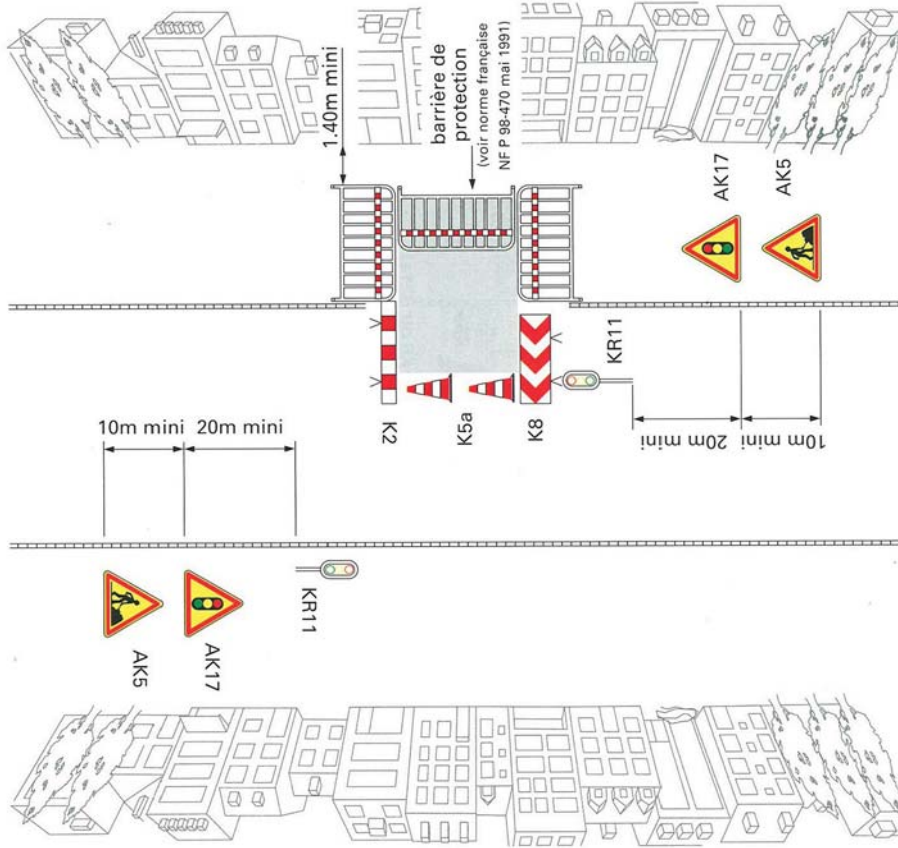 1.40m mini
barrière de
protection
(voir norme française
NF P 98-470 mai 1991)
AK17
AK5
KR11
K2
K5a
K8
20m mini
10m mini
10m mini
20m mini
KR11
AK5
AK17